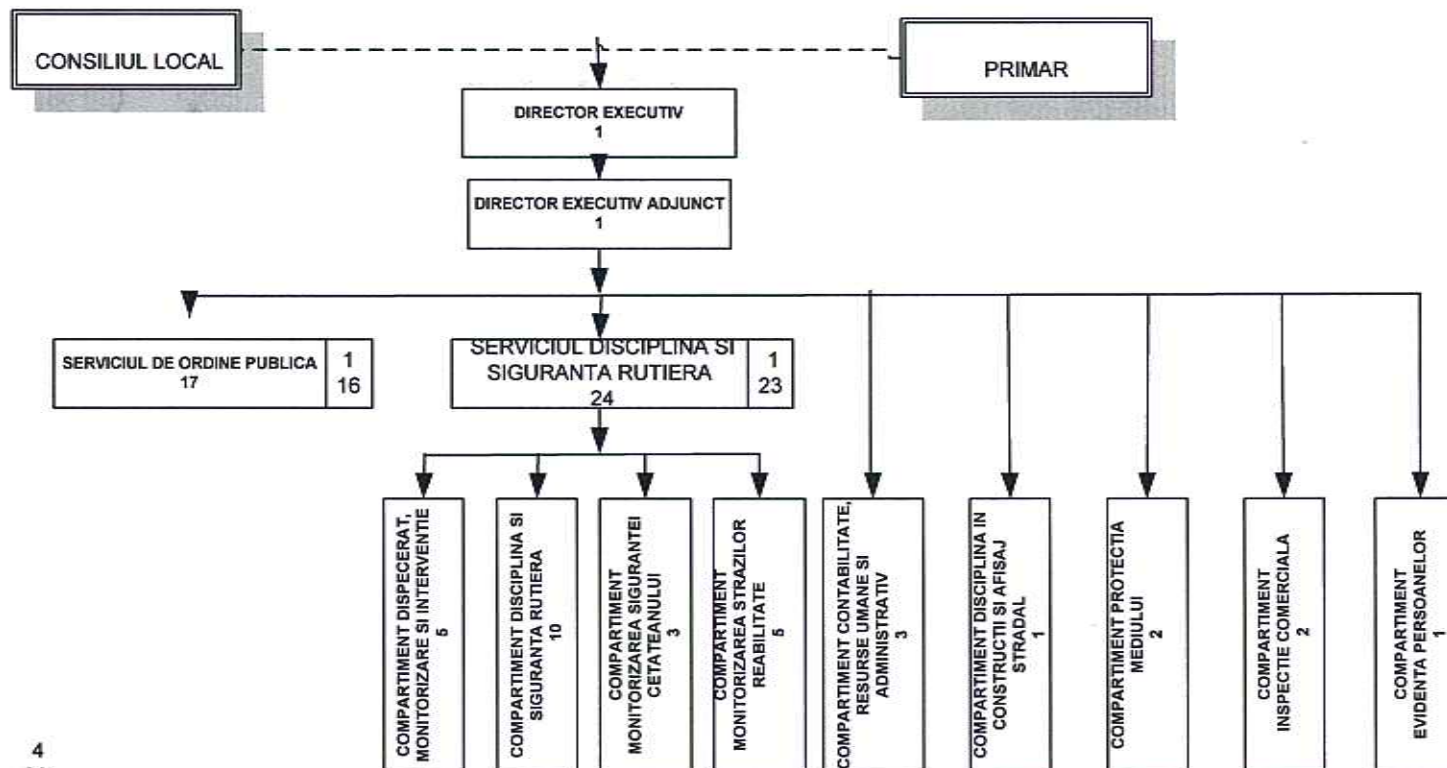 CONSILIUL LOCAL
PRIMAR
DIRECTOR EXECUTIV
1
DIRECTOR EXECUTIV ADJUNCT
1
SERVICIUL DE ORDINE PUBLICA
17
1
16
SERVICIUL DISCIPLINA SI
SIGURANTA RUTIERA
24
1
23
COMPARTIMENT DISPECERAT,
MONITORIZARE SI INTERVENTIE
5
COMPARTIMENT DISCIPLINA SI
SIGURANTA RUTIERA
10
COMPARTIMENT
MONITORIZAREA SIGURANTEI
CETATEANULUI
3
COMPARTIMENT
MONITORIZAREA STRAZILOR
REABILITATE
5
COMPARTIMENT CONTABILITATE,
RESURSE UMANE SI
ADMINISTRATIV
3
COMPARTIMENT DISCIPLINA IN
CONSTRUCTII SI AFISAJ
STRADAL
1
COMPARTIMENT PROTECTIA
MEDIULUI
2
COMPARTIMENT
INSPECTIE COMERCIALA
2
COMPARTIMENT
EVIDENTA PERSOANELOR
1
4